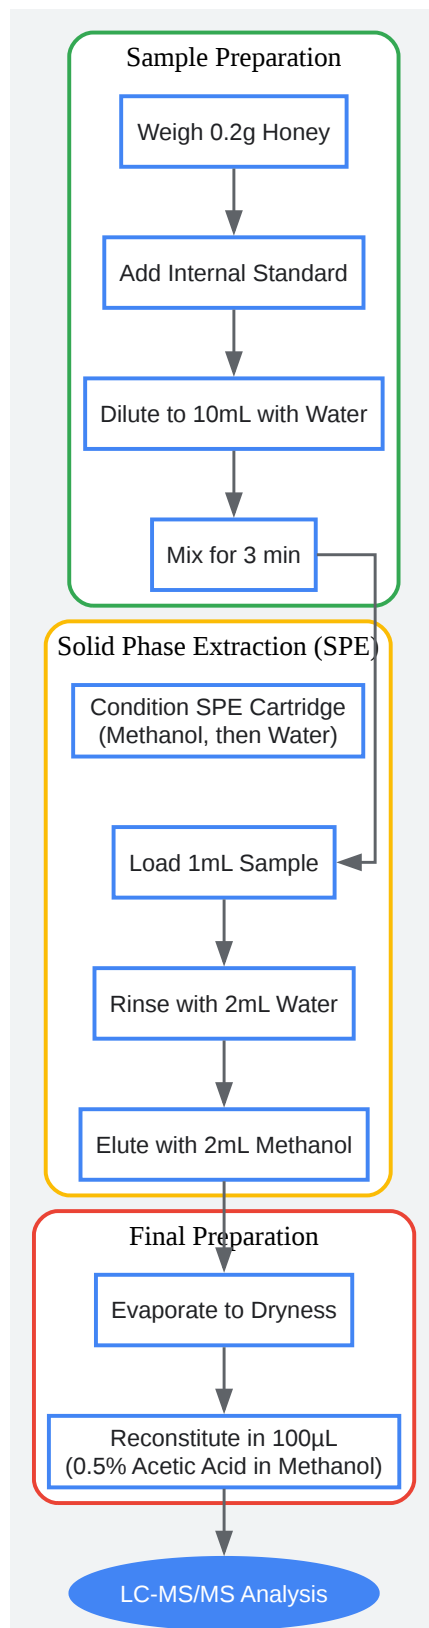 Sample Preparation
Weigh 0.2g Honey
Add Internal Standard
Dilute to 10mL with Water
Mix for 3 min
Solid Phase Extraction (SPE)
Condition SPE Cartridge
(Methanol, then Water)
Load 1mL Sample
Rinse with 2mL Water
Elute with 2mL Methanol
Final Preparation
Evaporate to Dryness
Reconstitute in 100µL
(0.5% Acetic Acid in Methanol)
LC-MS/MS Analysis